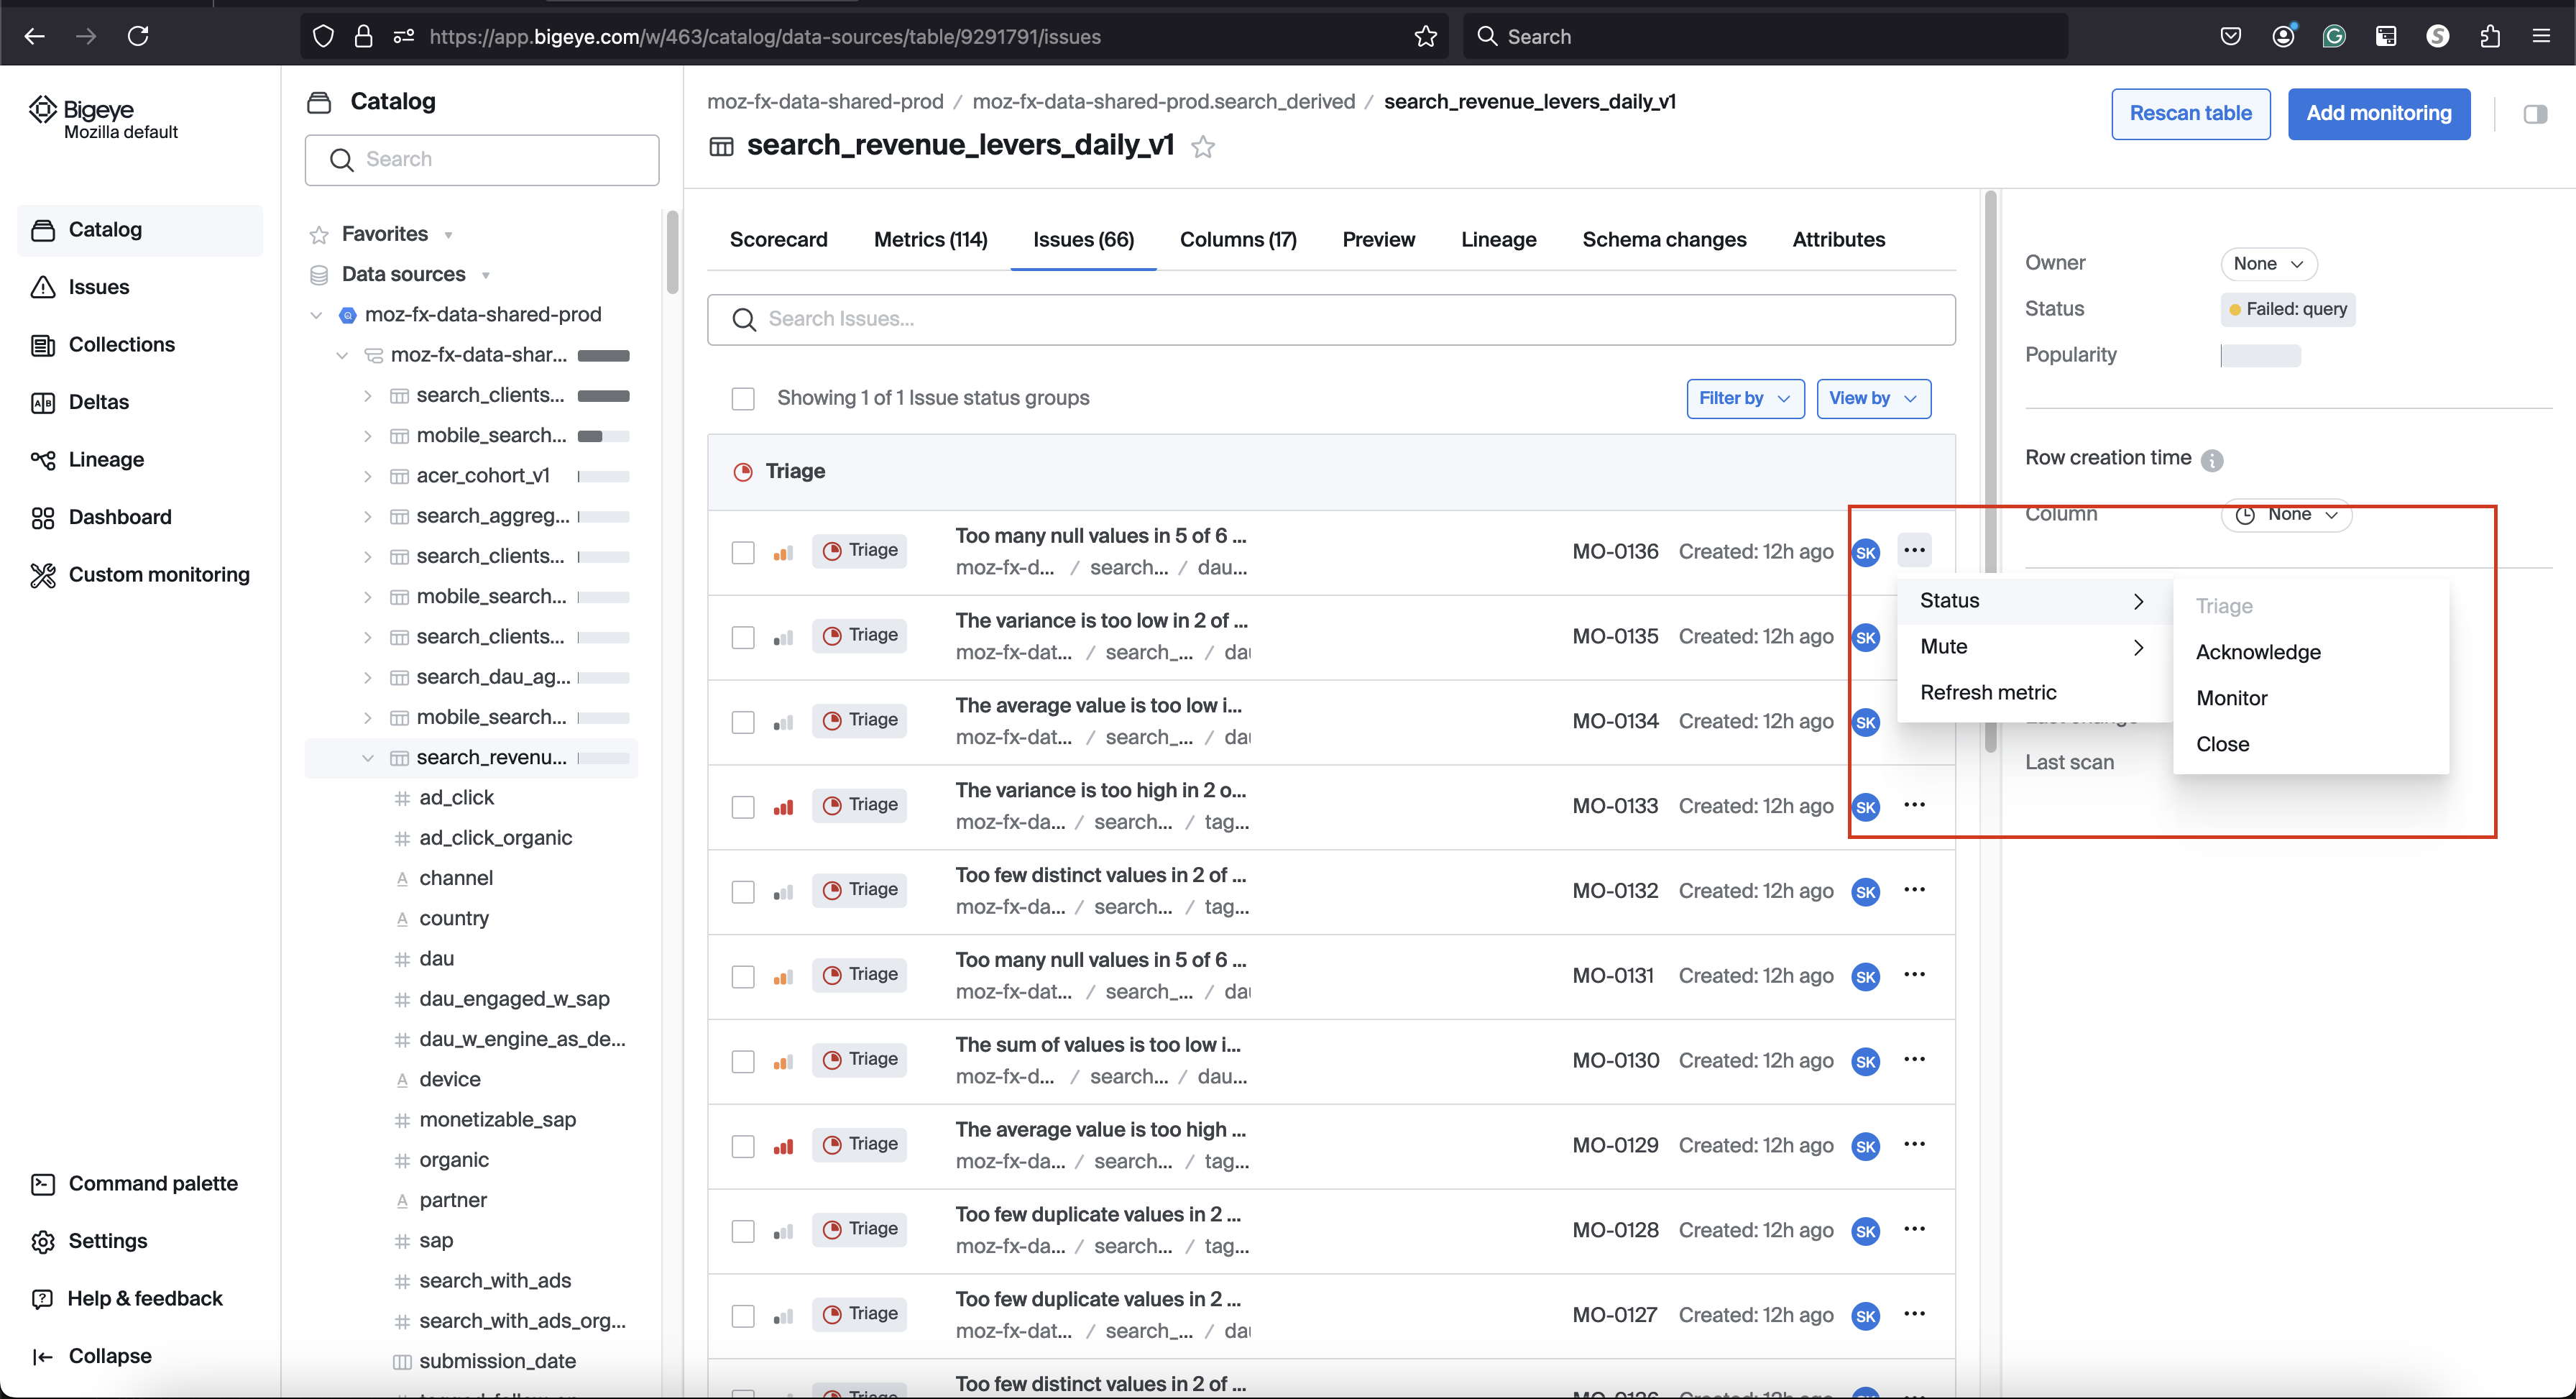 https://app.bigeye.com/w/463/catalog/data-sources/table/9291791/issues
Search
Bigeye
Mozilla default
Catalog
Issues
Collections
Deltas
Lineage
Dashboard
Custom monitoring
Command palette
Settings
Help & feedback
Collapse
Catalog
Search
Favorites
Data sources
moz-fx-data-shared-prod
moz-fx-data-shar...
search_clients...
mobile_search...
acer_cohort_v1
search_aggreg...
search_clients...
mobile_search...
search_clients...
search_dau_ag...
mobile_search...
search_revenu...
ad_click
ad_click_organic
channel
country
dau
dau_engaged_w_sap
dau_w_engine_as_de...
device
monetizable_sap
organic
partner
sap
search_with_ads
search_with_ads_org...
submission_date
moz-fx-data-shared-prod / moz-fx-data-shared-prod.search_derived / search_revenue_levers_daily_v1
search_revenue_levers_daily_v1
Rescan table
Add monitoring
Scorecard Metrics (114) Issues (66) Columns (17) Preview Lineage Schema changes Attributes
Search Issues...
Showing 1 of 1 Issue status groups
Filter by
View by
Triage
Triage Too many null values in 5 of 6 ... MO-0136 Created: 12h ago SK ...
moz-fx-d... / search... / dau...
Triage The variance is too low in 2 of ... MO-0135 Created: 12h ago SK
moz-fx-dat... / search_... / dau
Triage The average value is too low i... MO-0134 Created: 12h ago SK
moz-fx-dat... / search_... / dau
Triage The variance is too high in 2 o... MO-0133 Created: 12h ago SK ...
moz-fx-da... / search... / tag...
Triage Too few distinct values in 2 of ... MO-0132 Created: 12h ago SK ...
moz-fx-da... / search... / tag...
Triage Too many null values in 5 of 6 ... MO-0131 Created: 12h ago SK ...
moz-fx-dat... / search_... / dau
Triage The sum of values is too low i... MO-0130 Created: 12h ago SK ...
moz-fx-d... / search... / dau...
Triage The average value is too high ... MO-0129 Created: 12h ago SK ...
moz-fx-da... / search... / tag...
Triage Too few duplicate values in 2 ... MO-0128 Created: 12h ago SK ...
moz-fx-da... / search... / tag...
Triage Too few duplicate values in 2 ... MO-0127 Created: 12h ago SK ...
moz-fx-dat... / search_... / dau
Triage Too few distinct values in 2 of ... MO-0126 Created: 12h ago
Status
Mute
Refresh metric
Triage
Acknowledge
Monitor
Close
Owner None
Status Failed: query
Popularity
Row creation time
Column None
Last change
Last scan